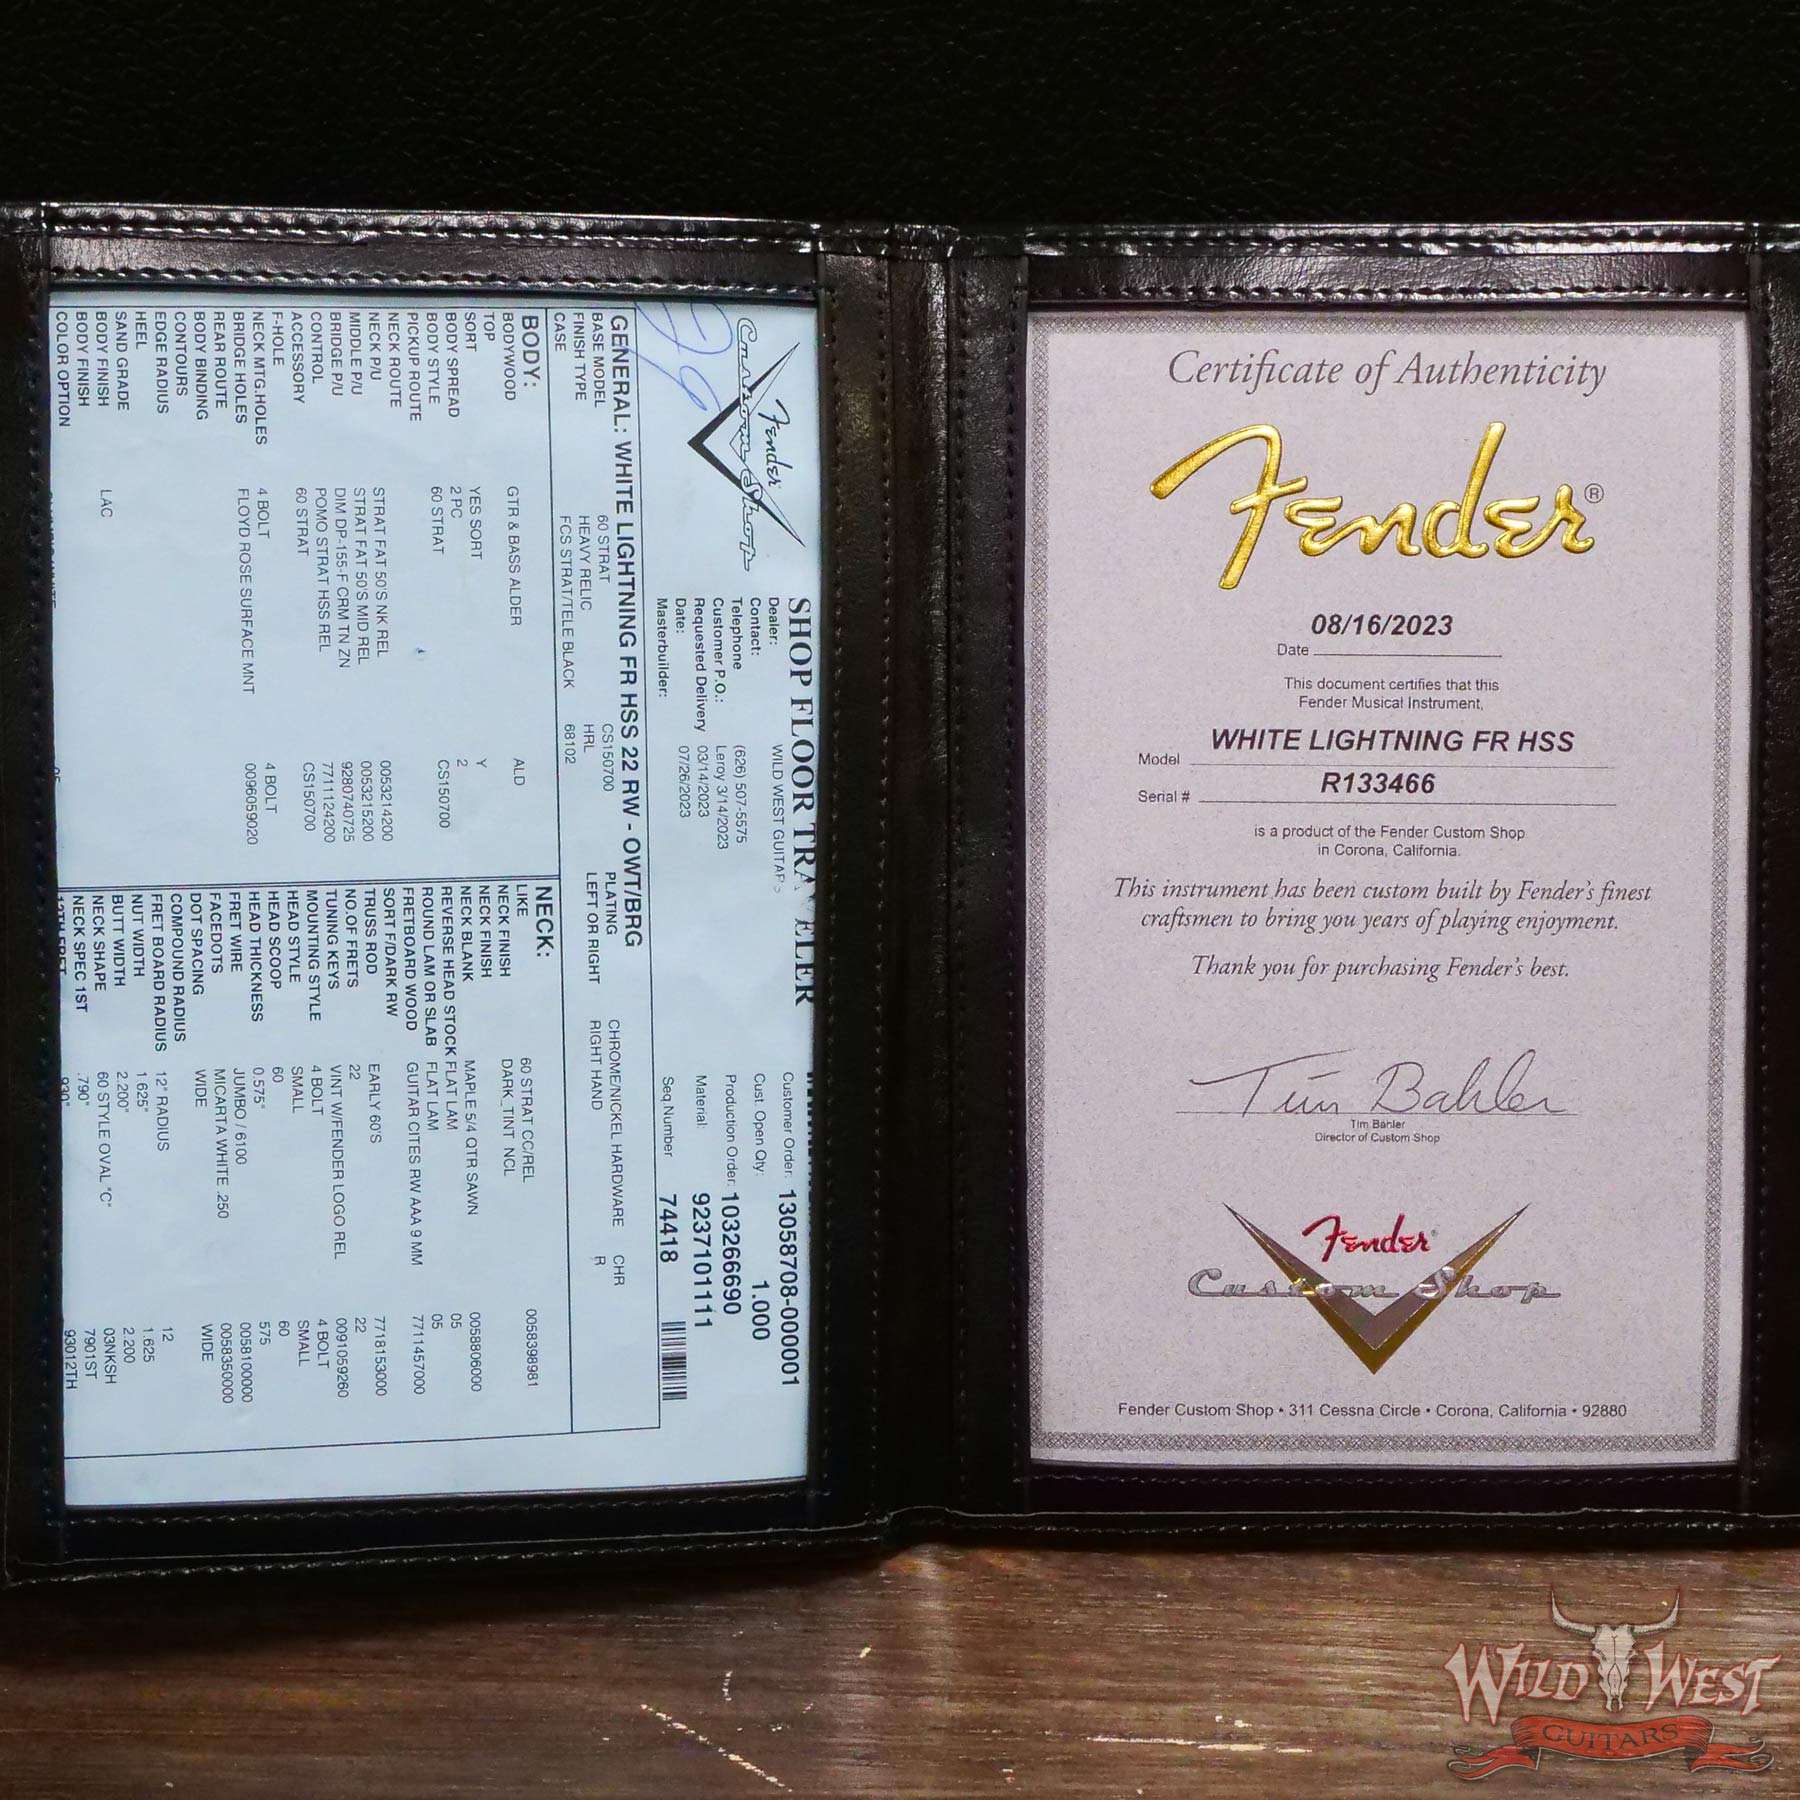 Fender
Custom Shop
SHOP FLOOR TRAVELER
Dealer: WILD WEST GUITARS
Contact:
Telephone (626) 507-5575
Customer P.O.: Leroy 3/14/2023
Requested Delivery 03/14/2023
Date: 07/26/2023
Masterbuilder:
Customer Order: 13058708-000001
Cust. Open Qty: 1.000
Production Order: 103266690
Material: 9237101111
Seq Number 74418
GENERAL: WHITE LIGHTNING FR HSS 22 RW - OWT/BRG
BASE MODEL 60 STRAT CS150700 PLATING CHROME/NICKEL HARDWARE CHR
FINISH TYPE HEAVY RELIC HRL LEFT OR RIGHT RIGHT HAND R
CASE FCS STRAT/TELE BLACK 68102
BODY:
BODYWOOD GTR & BASS ALDER ALD
TOP
SORT YES SORT Y
BODY SPREAD 2 PC 2
BODY STYLE 60 STRAT CS150700
PICKUP ROUTE
NECK ROUTE
NECK P/U STRAT FAT 50'S NK REL 0053214200
MIDDLE P/U STRAT FAT 50'S MID REL 0053215200
BRIDGE P/U DIM DP-155-F CRM TN ZN 9280740725
CONTROL POMO STRAT HSS REL 7711124200
ACCESSORY 60 STRAT CS150700
F-HOLE
NECK MTG.HOLES 4 BOLT 4 BOLT
BRIDGE HOLES FLOYD ROSE SURFACE MNT 0096059020
REAR ROUTE
BODY BINDING
CONTOURS
EDGE RADIUS
HEEL
SAND GRADE
BODY FINISH LAC
BODY FINISH
COLOR OPTION
NECK:
LIKE 60 STRAT CC/REL 0058398981
NECK FINISH DARK_TINT NCL
NECK FINISH
NECK BLANK MAPLE 5/4 QTR SAWN 0058806000
REVERSE HEAD STOCK FLAT LAM 05
ROUND LAM OR SLAB FLAT LAM 05
FRETBOARD WOOD GUITAR CITES RW AAA 9 MM 7711457000
SORT F/DARK RW
TRUSS ROD EARLY 60'S 7718153000
NO.OF FRETS 22 22
TUNING KEYS VINT W/FENDER LOGO REL 0091059260
MOUNTING STYLE 4 BOLT 4 BOLT
HEAD STYLE SMALL SMALL
HEAD SCOOP 60 60
HEAD THICKNESS 0.575" 575
FRET WIRE JUMBO / 6100 0058100000
FACEDOTS MICARTA WHITE .250 0058350000
DOT SPACING WIDE WIDE
COMPOUND RADIUS
FRET BOARD RADIUS 12" RADIUS 12
NUT WIDTH 1.625" 1.625
BUTT WIDTH 2.200" 2.200
NECK SHAPE 60 STYLE OVAL "C" 03NKSH
NECK SPEC 1ST .790" 7901ST
12TH FRET .930" 93012TH
Certificate of Authenticity
Fender®
08/16/2023
Date
This document certifies that this
Fender Musical Instrument,
WHITE LIGHTNING FR HSS
Model
R133466
Serial #
is a product of the Fender Custom Shop
in Corona, California.
This instrument has been custom built by Fender's finest
craftsmen to bring you years of playing enjoyment.
Thank you for purchasing Fender's best.
Tim Bahler
Tim Bahler
Director of Custom Shop
Fender®
Custom Shop
Fender Custom Shop • 311 Cessna Circle • Corona, California • 92880
WILD WEST
GUITARS